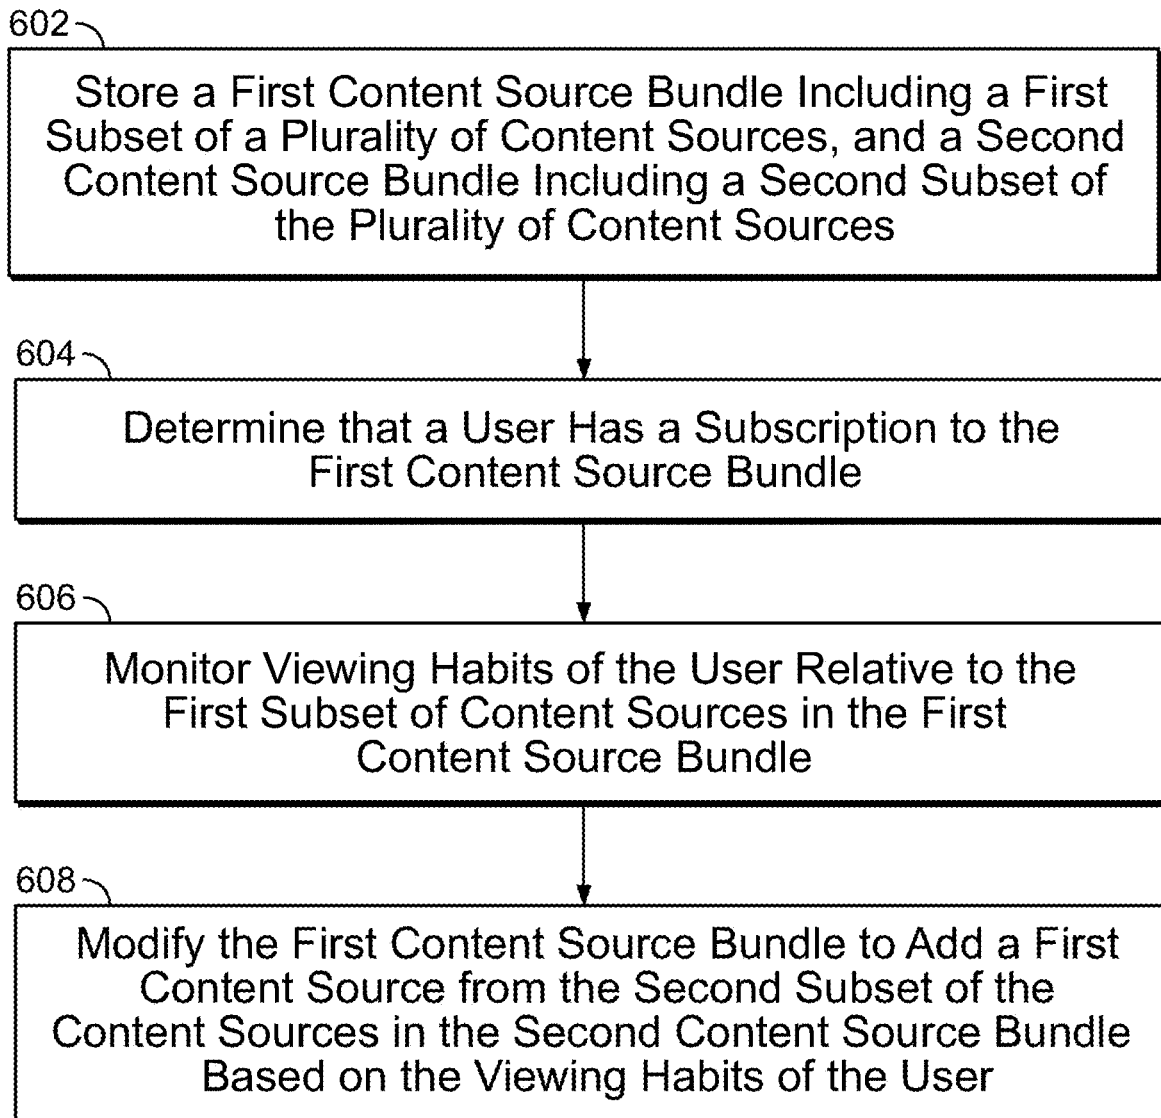 602
Store a First Content Source Bundle Including a First
Subset of a Plurality of Content Sources, and a Second
Content Source Bundle Including a Second Subset of
the Plurality of Content Sources
604
Determine that a User Has a Subscription to the
First Content Source Bundle
606
Monitor Viewing Habits of the User Relative to the
First Subset of Content Sources in the First
Content Source Bundle
608
Modify the First Content Source Bundle to Add a First
Content Source from the Second Subset of the
Content Sources in the Second Content Source Bundle
Based on the Viewing Habits of the User